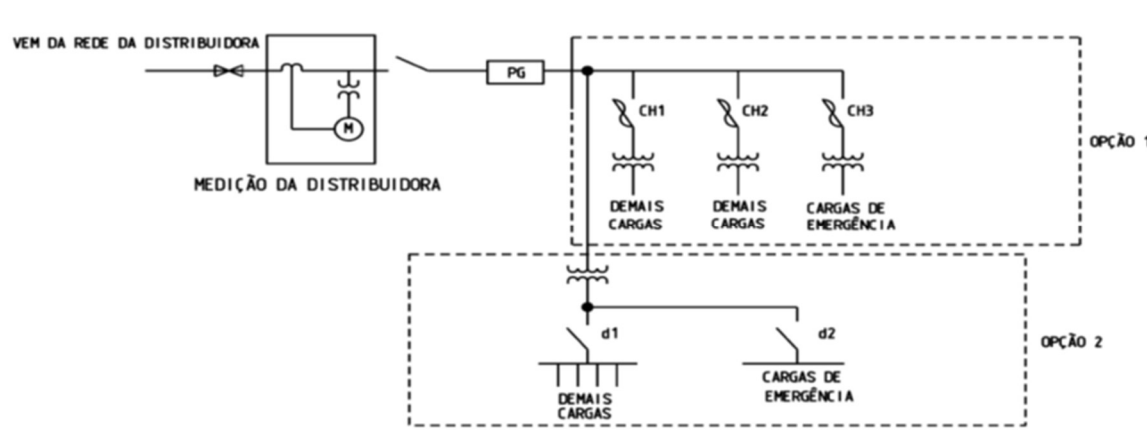 VEM DA REDE DA DISTRIBUIDORA
PG
M
MEDIÇÃO DA DISTRIBUIDORA
CH1
CH2
CH3
OPÇÃO 1
DEMAIS
CARGAS
DEMAIS
CARGAS
CARGAS DE
EMERGÊNCIA
d1
d2
OPÇÃO 2
DEMAIS
CARGAS
CARGAS DE
EMERGÊNCIA